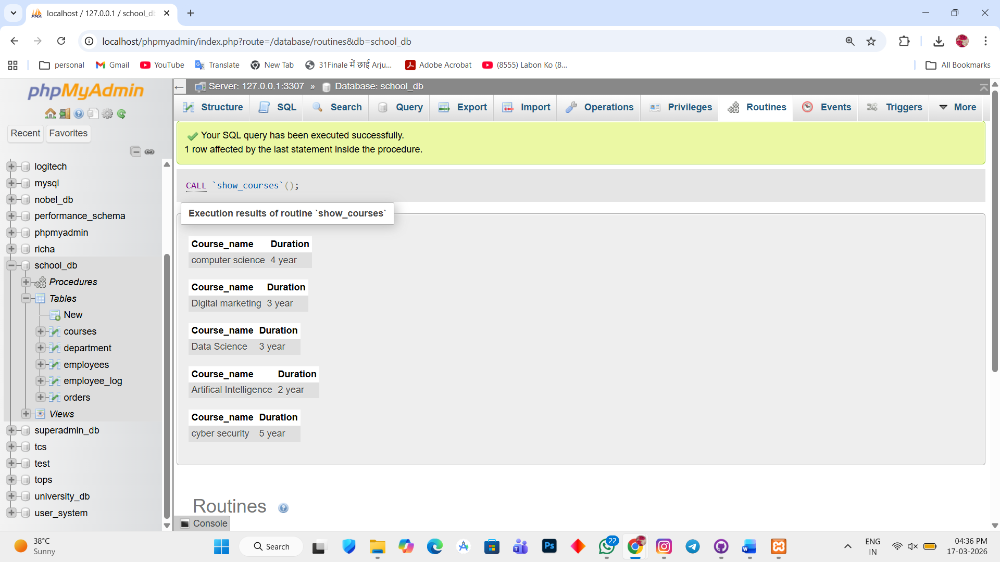 localhost / 127.0.0.1 / school_d
localhost/phpmyadmin/index.php?route=/database/routines&db=school_db
personal
Gmail
YouTube
Translate
New Tab
31Finale में छाई Arju...
Adobe Acrobat
(8555) Labon Ko (8...
All Bookmarks
phpMyAdmin
Recent
Favorites
logitech
mysql
nobel_db
performance_schema
phpmyadmin
richa
school_db
Procedures
Tables
New
courses
department
employees
employee_log
orders
Views
superadmin_db
tcs
test
tops
university_db
user_system
Server: 127.0.0.1:3307 » Database: school_db
Structure
SQL
Search
Query
Export
Import
Operations
Privileges
Routines
Events
Triggers
More
Your SQL query has been executed successfully.
1 row affected by the last statement inside the procedure.
CALL `show_courses`();
Execution results of routine `show_courses`
Course_name Duration
computer science 4 year
Course_name Duration
Digital marketing 3 year
Course_name Duration
Data Science 3 year
Course_name Duration
Artifical Intelligence 2 year
Course_name Duration
cyber security 5 year
Routines
Console
38°C
Sunny
Search
Ps
22
ENG
IN
04:36 PM
17-03-2026